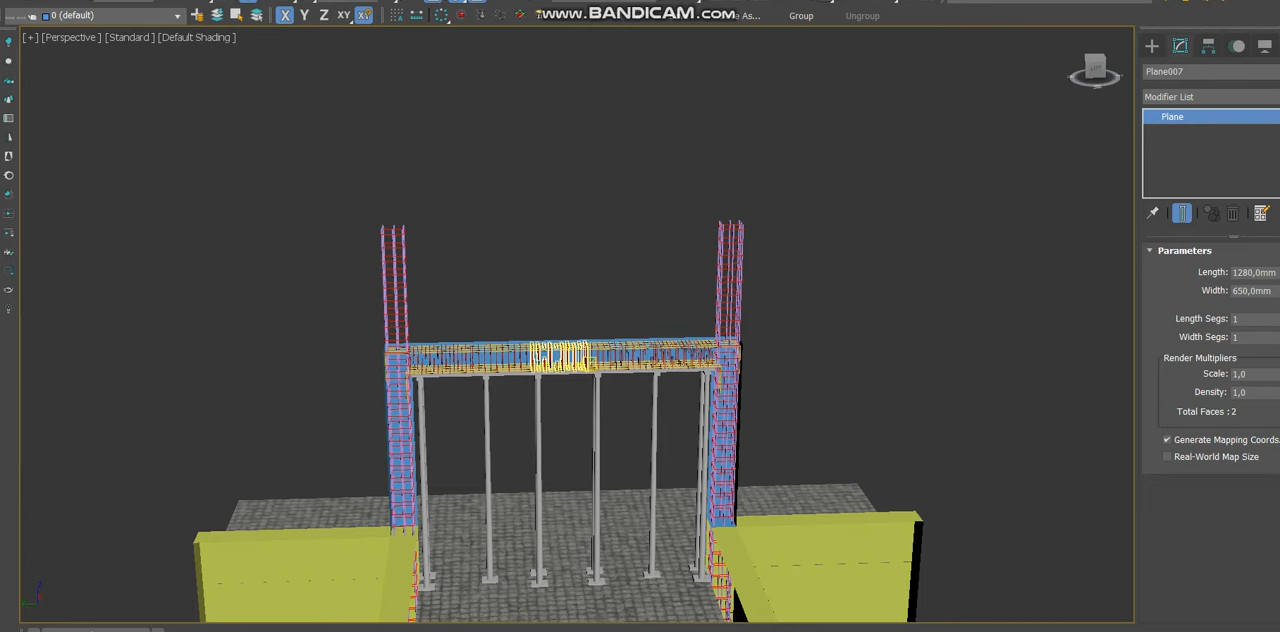 0 (default)
X Y Z XY XY
www.BANDICAM.com
e As...
Group
Ungroup
[+] [Perspective] [Standard] [Default Shading]
Plane007
Modifier List
Plane
Parameters
Length: 1280,0mm
Width: 650,0mm
Length Segs: 1
Width Segs: 1
Render Multipliers
Scale: 1,0
Density: 1,0
Total Faces : 2
Generate Mapping Coords.
Real-World Map Size